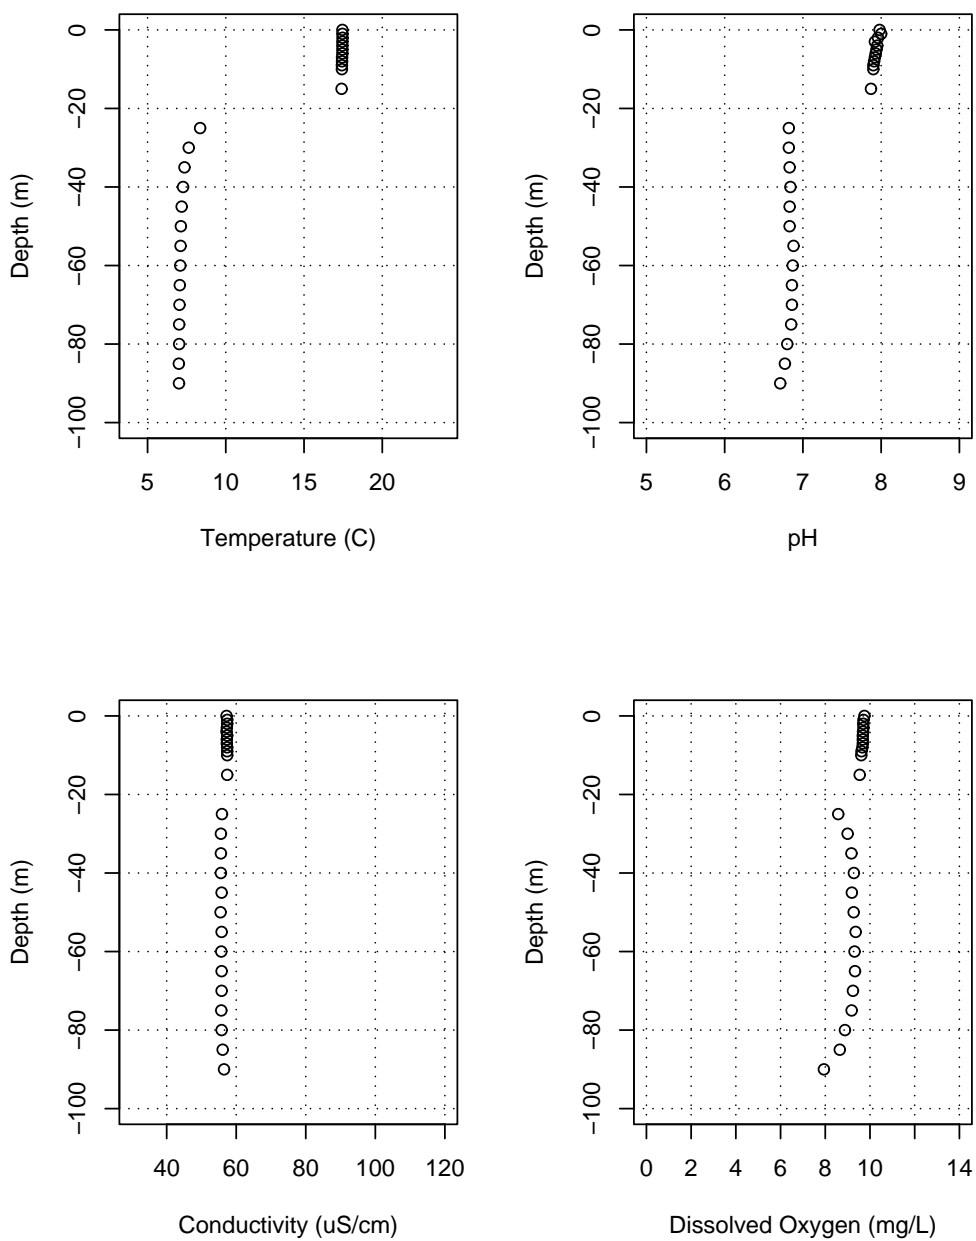 0
−20
−40
−60
−80
−100
Depth (m)
5 10 15 20
Temperature (C)
0
−20
−40
−60
−80
−100
Depth (m)
5 6 7 8 9
pH
0
−20
−40
−60
−80
−100
Depth (m)
40 60 80 100 120
Conductivity (uS/cm)
0
−20
−40
−60
−80
−100
Depth (m)
0 2 4 6 8 10 14
Dissolved Oxygen (mg/L)